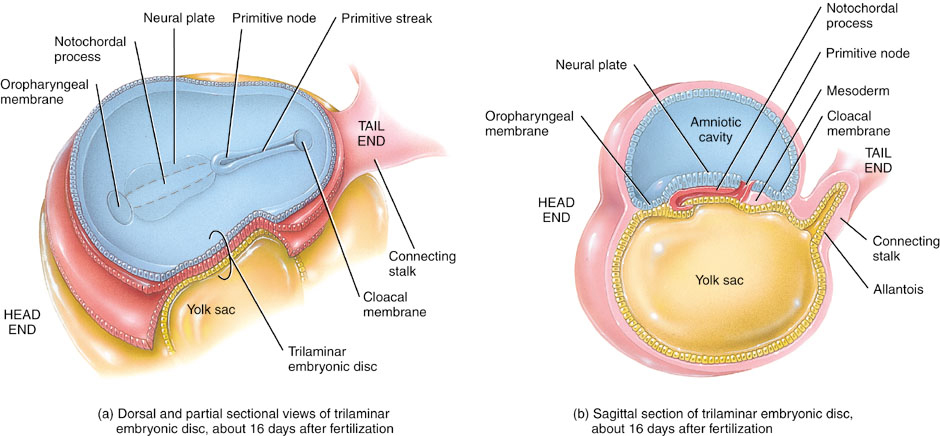 Neural plate
Primitive node
Primitive streak
Notochordal
process
Oropharyngeal
membrane
TAIL
END
Connecting
stalk
Cloacal
membrane
Yolk sac
HEAD
END
Trilaminar
embryonic disc
(a) Dorsal and partial sectional views of trilaminar
embryonic disc, about 16 days after fertilization
Notochordal
process
Primitive node
Neural plate
Mesoderm
Oropharyngeal
membrane
Amniotic
cavity
Cloacal
membrane
TAIL
END
HEAD
END
Connecting
stalk
Yolk sac
Allantois
(b) Sagittal section of trilaminar embryonic disc,
about 16 days after fertilization